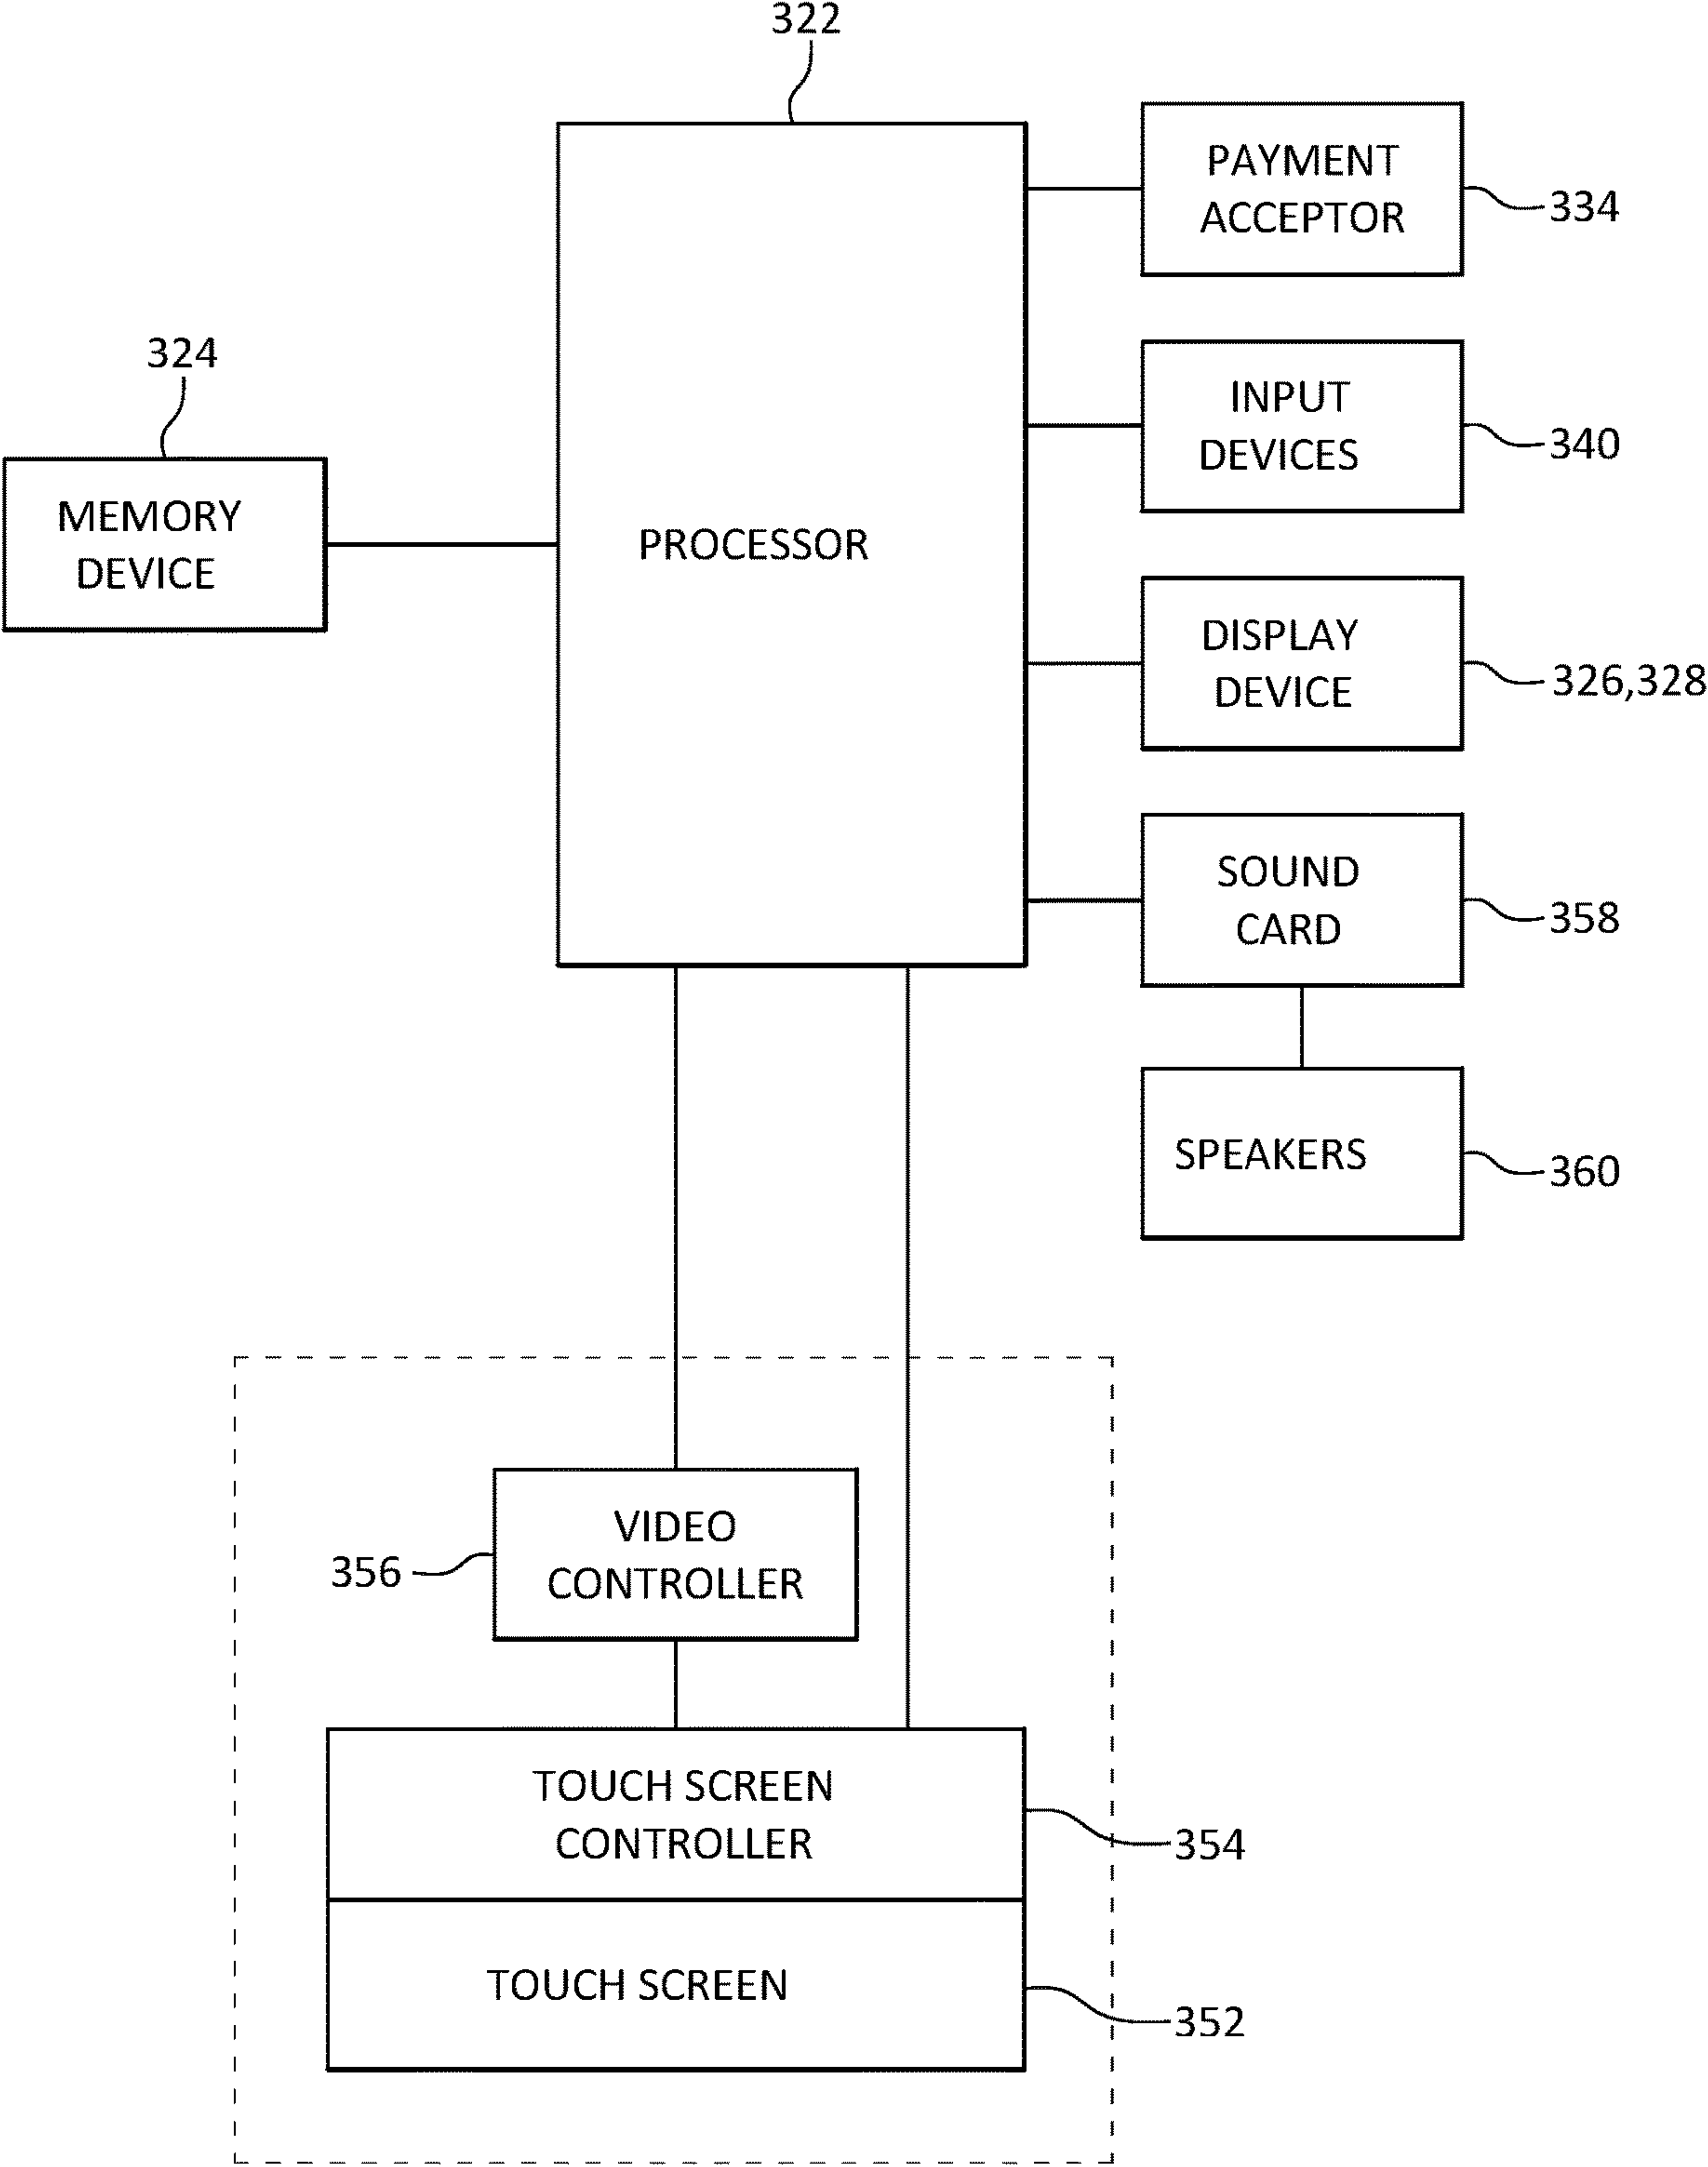 322
PAYMENT
ACCEPTOR
334
324
INPUT
DEVICES
340
MEMORY
DEVICE
PROCESSOR
DISPLAY
DEVICE
326,328
SOUND
CARD
358
SPEAKERS
360
VIDEO
CONTROLLER
356
TOUCH SCREEN
CONTROLLER
354
TOUCH SCREEN
352